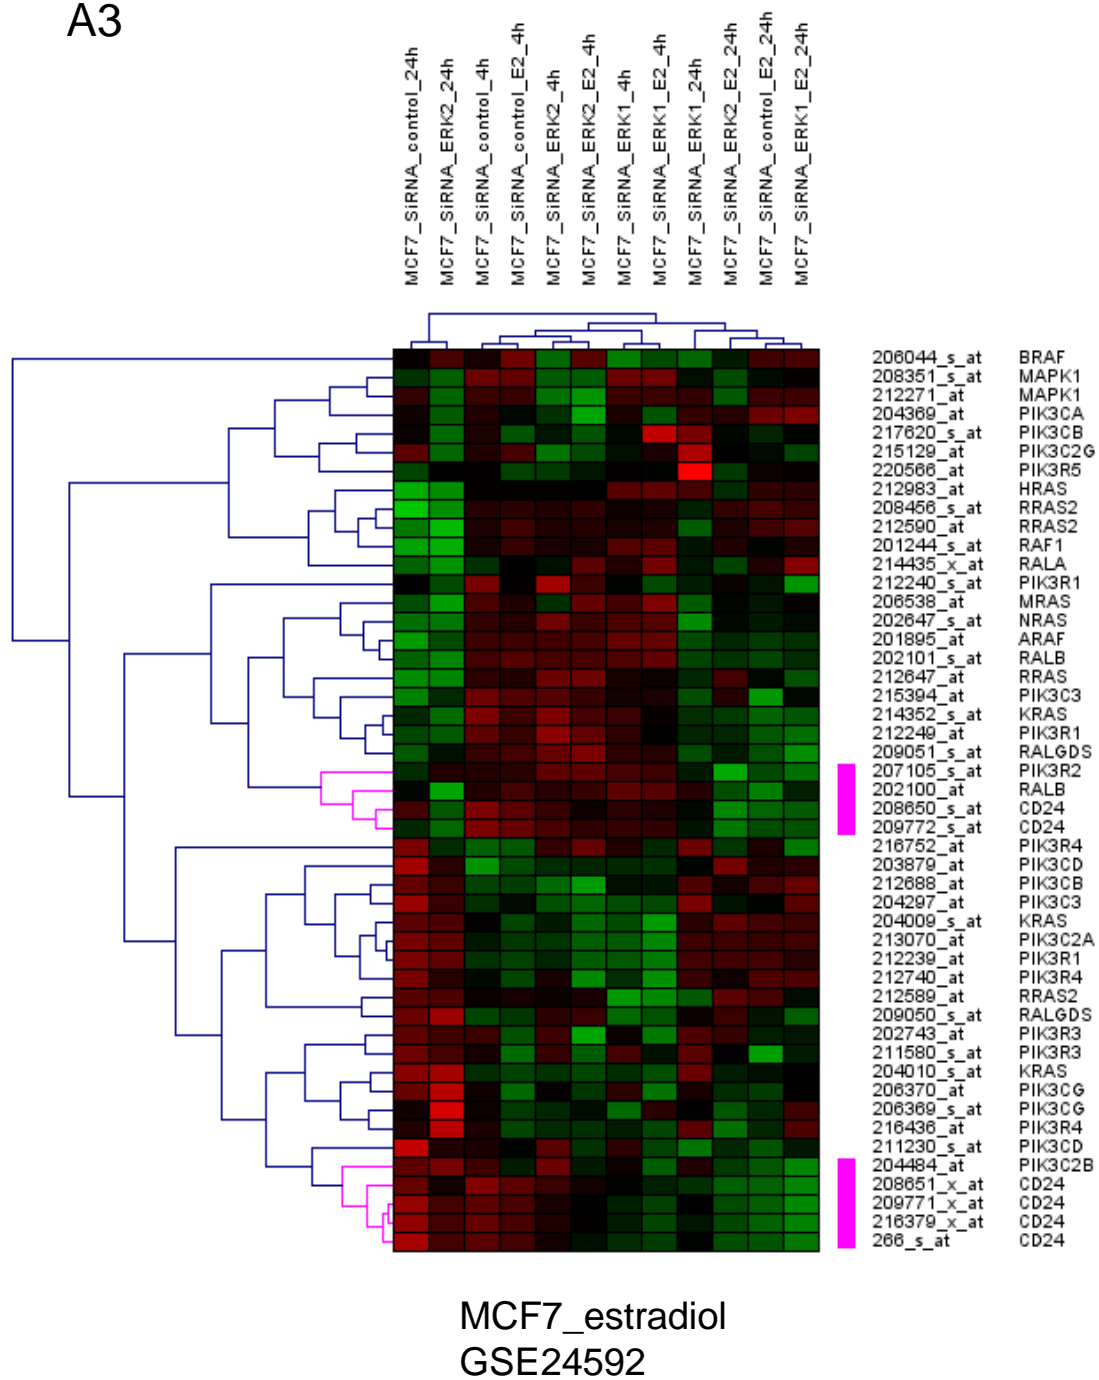 A3
MCF7_SiRNA_control_24h
MCF7_SiRNA_ERK2_24h
MCF7_SiRNA_control_4h
MCF7_SiRNA_control_E2_4h
MCF7_SiRNA_ERK2_4h
MCF7_SiRNA_ERK2_E2_4h
MCF7_SiRNA_ERK1_4h
MCF7_SiRNA_ERK1_E2_4h
MCF7_SiRNA_ERK1_24h
MCF7_SiRNA_ERK2_E2_24h
MCF7_SiRNA_control_E2_24h
MCF7_SiRNA_ERK1_E2_24h
206044_s_at BRAF
208351_s_at MAPK1
212271_at MAPK1
204369_at PIK3CA
217620_s_at PIK3CB
215129_at PIK3C2G
220566_at PIK3R5
212983_at HRAS
208456_s_at RRAS2
212590_at RRAS2
201244_s_at RAF1
214435_x_at RALA
212240_s_at PIK3R1
206538_at MRAS
202647_s_at NRAS
201895_at ARAF
202101_s_at RALB
212647_at RRAS
215394_at PIK3C3
214352_s_at KRAS
212249_at PIK3R1
209051_s_at RALGDS
207105_s_at PIK3R2
202100_at RALB
208650_s_at CD24
209772_s_at CD24
216752_at PIK3R4
203879_at PIK3CD
212688_at PIK3CB
204297_at PIK3C3
204009_s_at KRAS
213070_at PIK3C2A
212239_at PIK3R1
212740_at PIK3R4
212589_at RRAS2
209050_s_at RALGDS
202743_at PIK3R3
211580_s_at PIK3R3
204010_s_at KRAS
206370_at PIK3CG
206369_s_at PIK3CG
216436_at PIK3R4
211230_s_at PIK3CD
204484_at PIK3C2B
208651_x_at CD24
209771_x_at CD24
216379_x_at CD24
266_s_at CD24
MCF7_estradiol
GSE24592